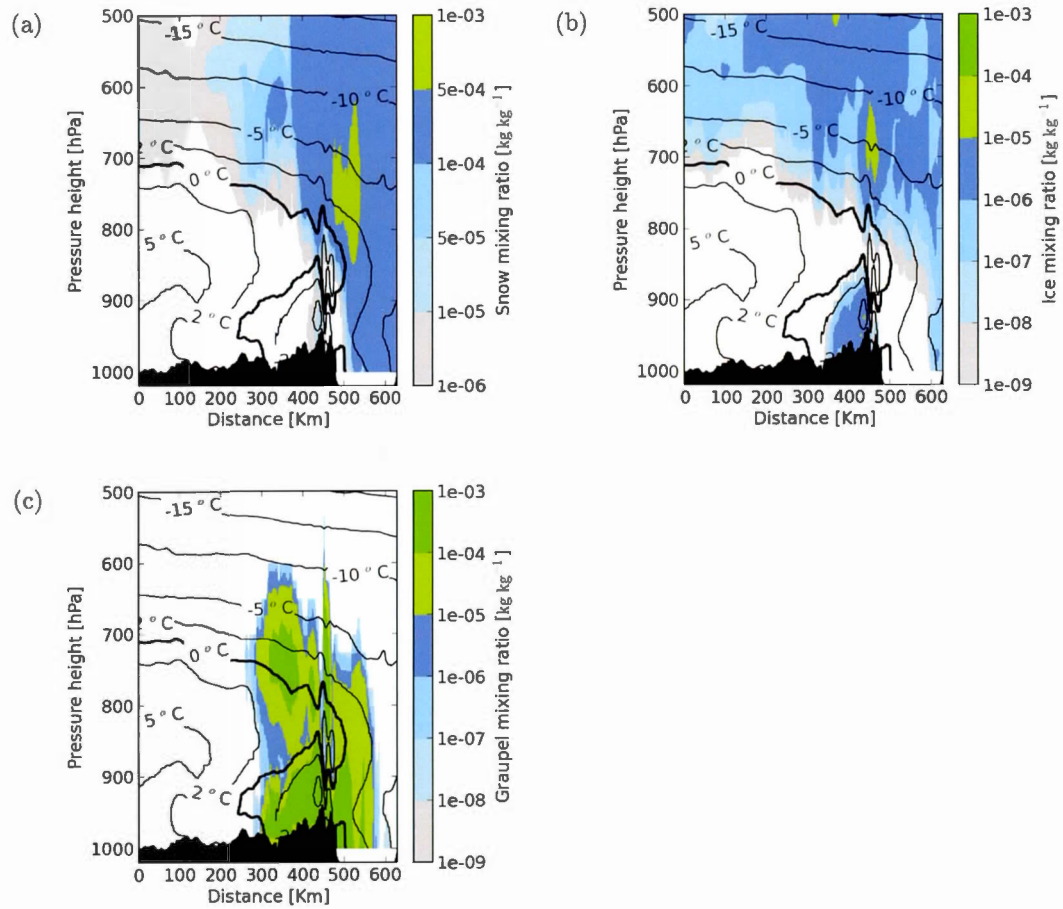 (a)
500
600
700
800
900
1000
Pressure height [hPa]
-15 ° C
-10 ° C
-5 ° C
2 ° C
0 ° C
5 ° C
2 ° C
0 100 200 300 400 500 600
Distance [Km]
1e-03
5e-04
1e-04
5e-05
1e-05
1e-06
Snow mixing ratio [kg kg⁻¹]
(b)
500
600
700
800
900
1000
Pressure height [hPa]
-15 ° C
-10 ° C
-5 ° C
2 ° C
0 ° C
5 ° C
2 ° C
0 100 200 300 400 500 600
Distance [Km]
1e-03
1e-04
1e-05
1e-06
1e-07
1e-08
1e-09
Ice mixing ratio [kg kg⁻¹]
(c)
500
600
700
800
900
1000
Pressure height [hPa]
-15 ° C
-10 ° C
-5 ° C
2 ° C
0 ° C
5 ° C
2 ° C
0 100 200 300 400 500 600
Distance [Km]
1e-03
1e-04
1e-05
1e-06
1e-07
1e-08
1e-09
Graupel mixing ratio [kg kg⁻¹]